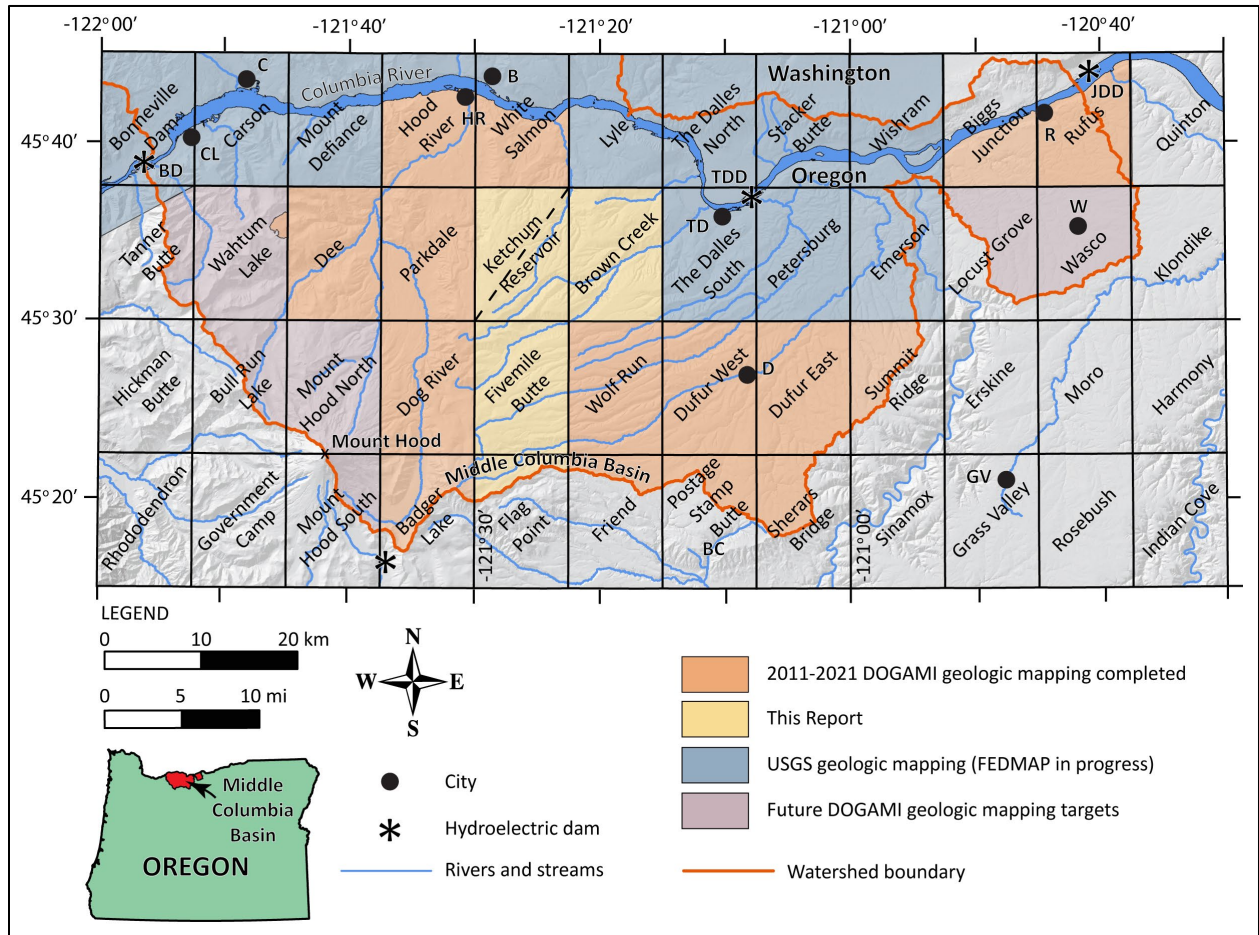 -122°00′
-121°40′
-121°20′
-121°00′
-120°40′
45°40′
45°30′
45°20′
C
Columbia River
B
Washington
JDD
Bonneville
Dam
Carson
Mount
Defiance
Hood
River
HR
White
Salmon
Lyle
The Dalles
North
Stacker
Butte
Wishram
Biggs
Junction
R
Rufus
Quinton
BD
CL
TDD
Oregon
TD
W
Tanner
Butte
Wahtum
Lake
Dee
Parkdale
Ketchum
Reservoir
Brown Creek
The Dalles
South
Petersburg
Emerson
Locust Grove
Wasco
Klondike
Hickman
Butte
Bull Run
Lake
Mount
Hood North
Dog River
Fivemile
Butte
Wolf Run
Dufur West
D
Dufur East
Summit
Ridge
Erskine
Moro
Harmony
Mount Hood
Middle Columbia Basin
GV
Rhododendron
Government
Camp
Mount
Hood South
Badger
Lake
-121°30′
Flag
Point
Friend
Postage
Stamp
Butte
BC
Sherars
Bridge
-121°00′
Sinamox
Grass Valley
Rosebush
Indian Cove
LEGEND
0 10 20 km
0 5 10 mi
N
W E
S
Middle
Columbia
Basin
OREGON
City
Hydroelectric dam
Rivers and streams
2011-2021 DOGAMI geologic mapping completed
This Report
USGS geologic mapping (FEDMAP in progress)
Future DOGAMI geologic mapping targets
Watershed boundary